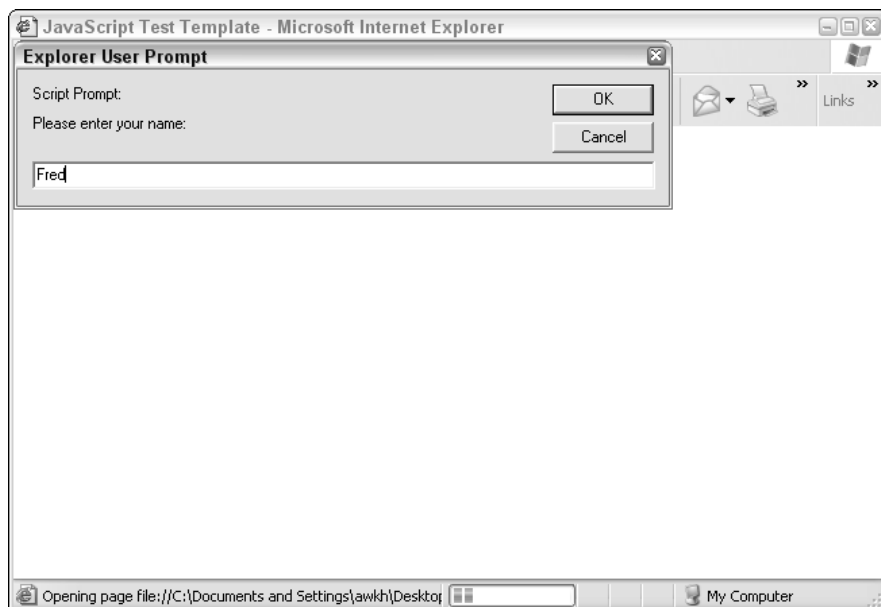 JavaScript Test Template - Microsoft Internet Explorer
Explorer User Prompt
Script Prompt:
OK
Please enter your name:
Cancel
Fred
»
Links
»
Opening page file://C:\Documents and Settings\awkh\Desktop
My Computer